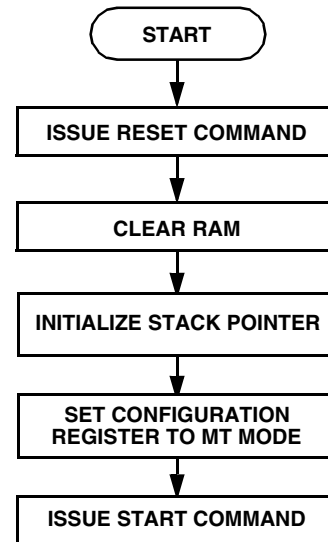 START
ISSUE RESET COMMAND
CLEAR RAM
INITIALIZE STACK POINTER
SET CONFIGURATION
REGISTER TO MT MODE
ISSUE START COMMAND